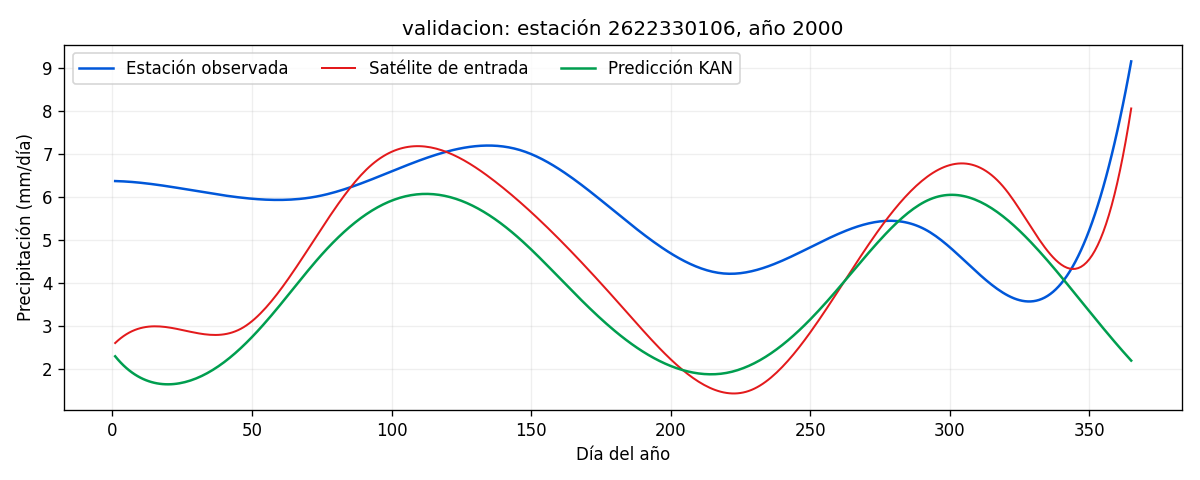 validacion: estación 2622330106, año 2000
Estación observada
Satélite de entrada
Predicción KAN
Precipitación (mm/día)
9
8
7
6
5
4
3
2
0
50
100
150
200
250
300
350
Día del año